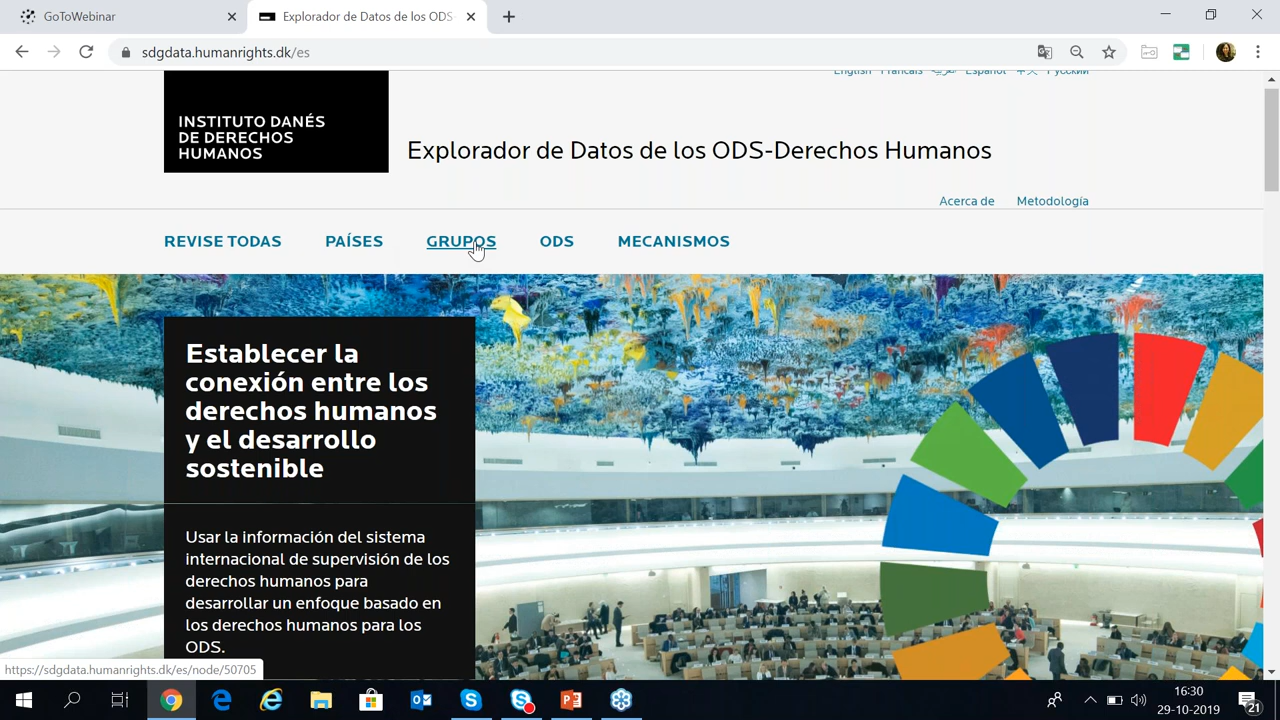 GoToWebinar
Explorador de Datos de los ODS
sdgdata.humanrights.dk/es
English Français العربية Español 中文 Русский
INSTITUTO DANÉS
DE DERECHOS
HUMANOS
Explorador de Datos de los ODS-Derechos Humanos
Acerca de Metodología
REVISE TODAS PAÍSES GRUPOS ODS MECANISMOS
Establecer la
conexión entre los
derechos humanos
y el desarrollo
sostenible
Usar la información del sistema
internacional de supervisión de los
derechos humanos para
desarrollar un enfoque basado en
los derechos humanos para los
ODS.
https://sdgdata.humanrights.dk/es/node/50705
16:30
29-10-2019
21